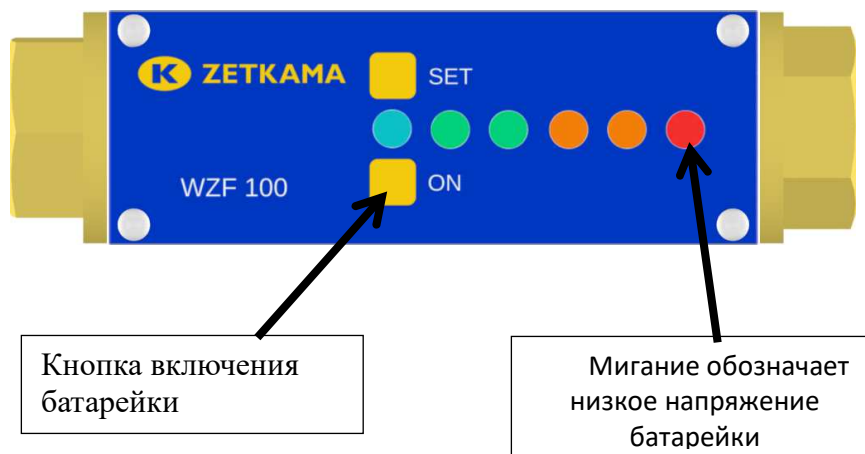 K ZETKAMA
SET
WZF 100
ON
Кнопка включения
батарейки
Мигание обозначает
низкое напряжение
батарейки